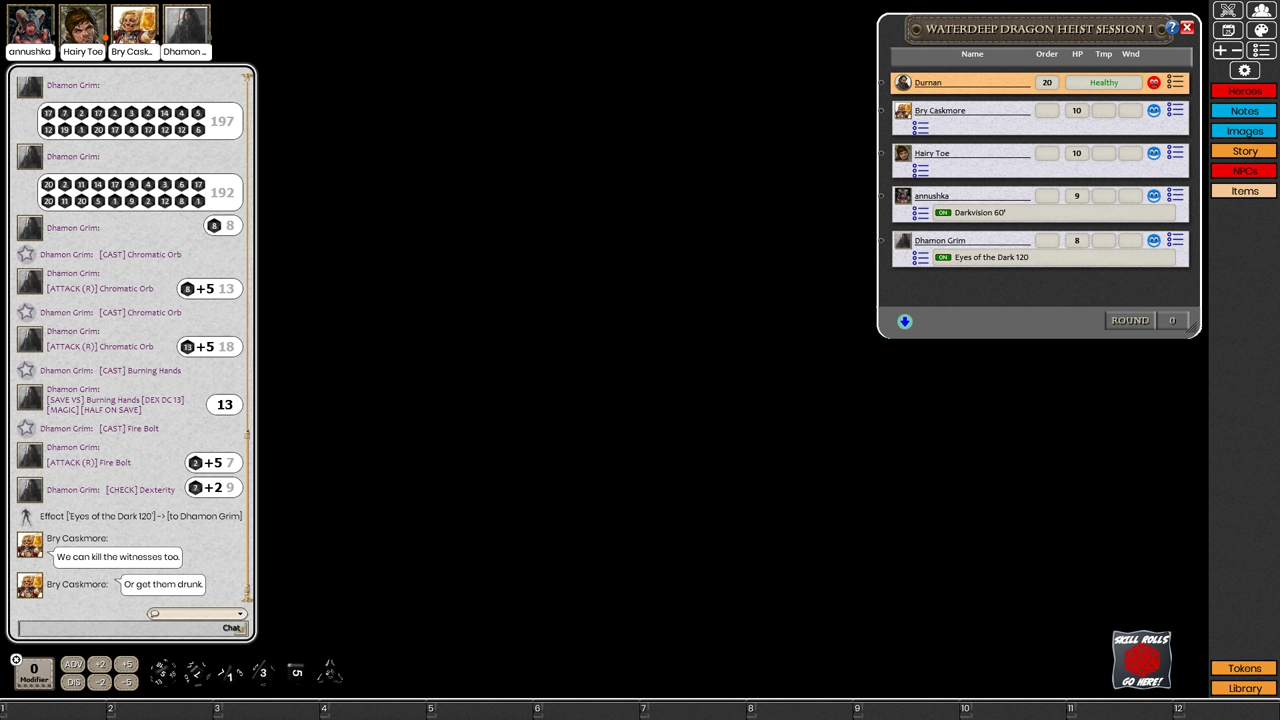 annushka
Hairy Toe
Bry Cask...
Dhamon ...
Dhamon Grim:
17 7 2 17 2 3 2 14 4 5
12 19 1 20 17 8 17 12 12 6
197
Dhamon Grim:
20 2 11 14 17 9 4 3 6 17
20 11 20 5 1 9 2 12 8 1
192
Dhamon Grim:
8 8
Dhamon Grim: [CAST] Chromatic Orb
Dhamon Grim:
[ATTACK (R)] Chromatic Orb
8 +5 13
Dhamon Grim: [CAST] Chromatic Orb
Dhamon Grim:
[ATTACK (R)] Chromatic Orb
13 +5 18
Dhamon Grim: [CAST] Burning Hands
Dhamon Grim:
[SAVE VS] Burning Hands [DEX DC 13]
[MAGIC] [HALF ON SAVE]
13
Dhamon Grim: [CAST] Fire Bolt
Dhamon Grim:
[ATTACK (R)] Fire Bolt
2 +5 7
Dhamon Grim: [CHECK] Dexterity
7 +2 9
Effect ['Eyes of the Dark 120'] -> [to Dhamon Grim]
Bry Caskmore:
We can kill the witnesses too.
Bry Caskmore: Or get them drunk.
Chat
0
Modifier
ADV +2 +5
DIS -2 -5
WATERDEEP DRAGON HEIST SESSION 1
?
Name Order HP Tmp Wnd
Durnan 20 Healthy
Bry Caskmore 10
Hairy Toe 10
annushka 9
ON Darkvision 60'
Dhamon Grim 8
ON Eyes of the Dark 120
ROUND 0
Heroes
Notes
Images
Story
NPCs
Items
SKILL ROLLS
GO HERE!
Tokens
Library
1 2 3 4 5 6 7 8 9 10 11 12